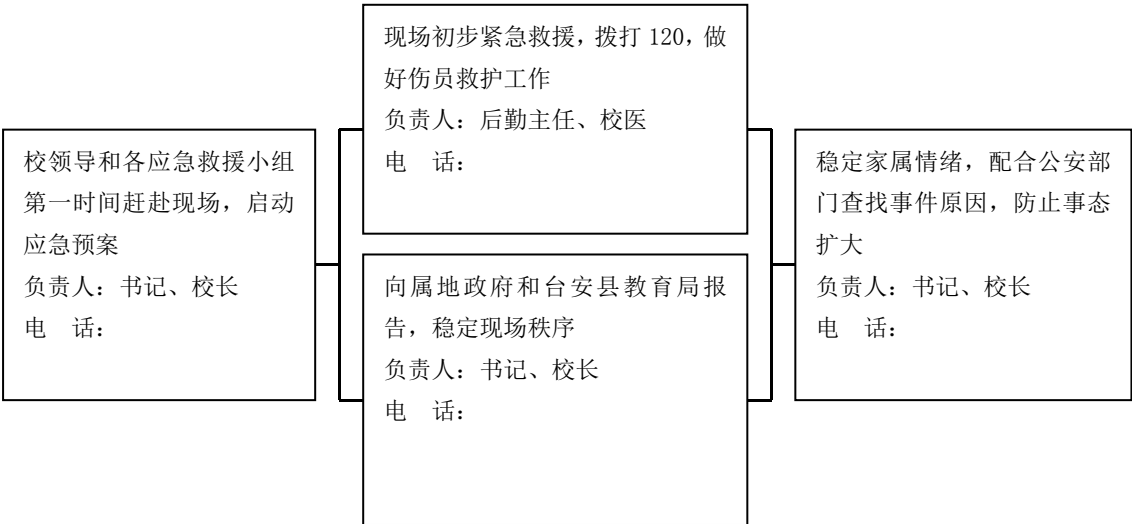 校领导和各应急救援小组
第一时间赶赴现场，启动
应急预案
负责人：书记、校长
电　话：
现场初步紧急救援，拨打 120，做
好伤员救护工作
负责人：后勤主任、校医
电　话：
向属地政府和台安县教育局报
告，稳定现场秩序
负责人：书记、校长
电　话：
稳定家属情绪，配合公安部
门查找事件原因，防止事态
扩大
负责人：书记、校长
电　话：